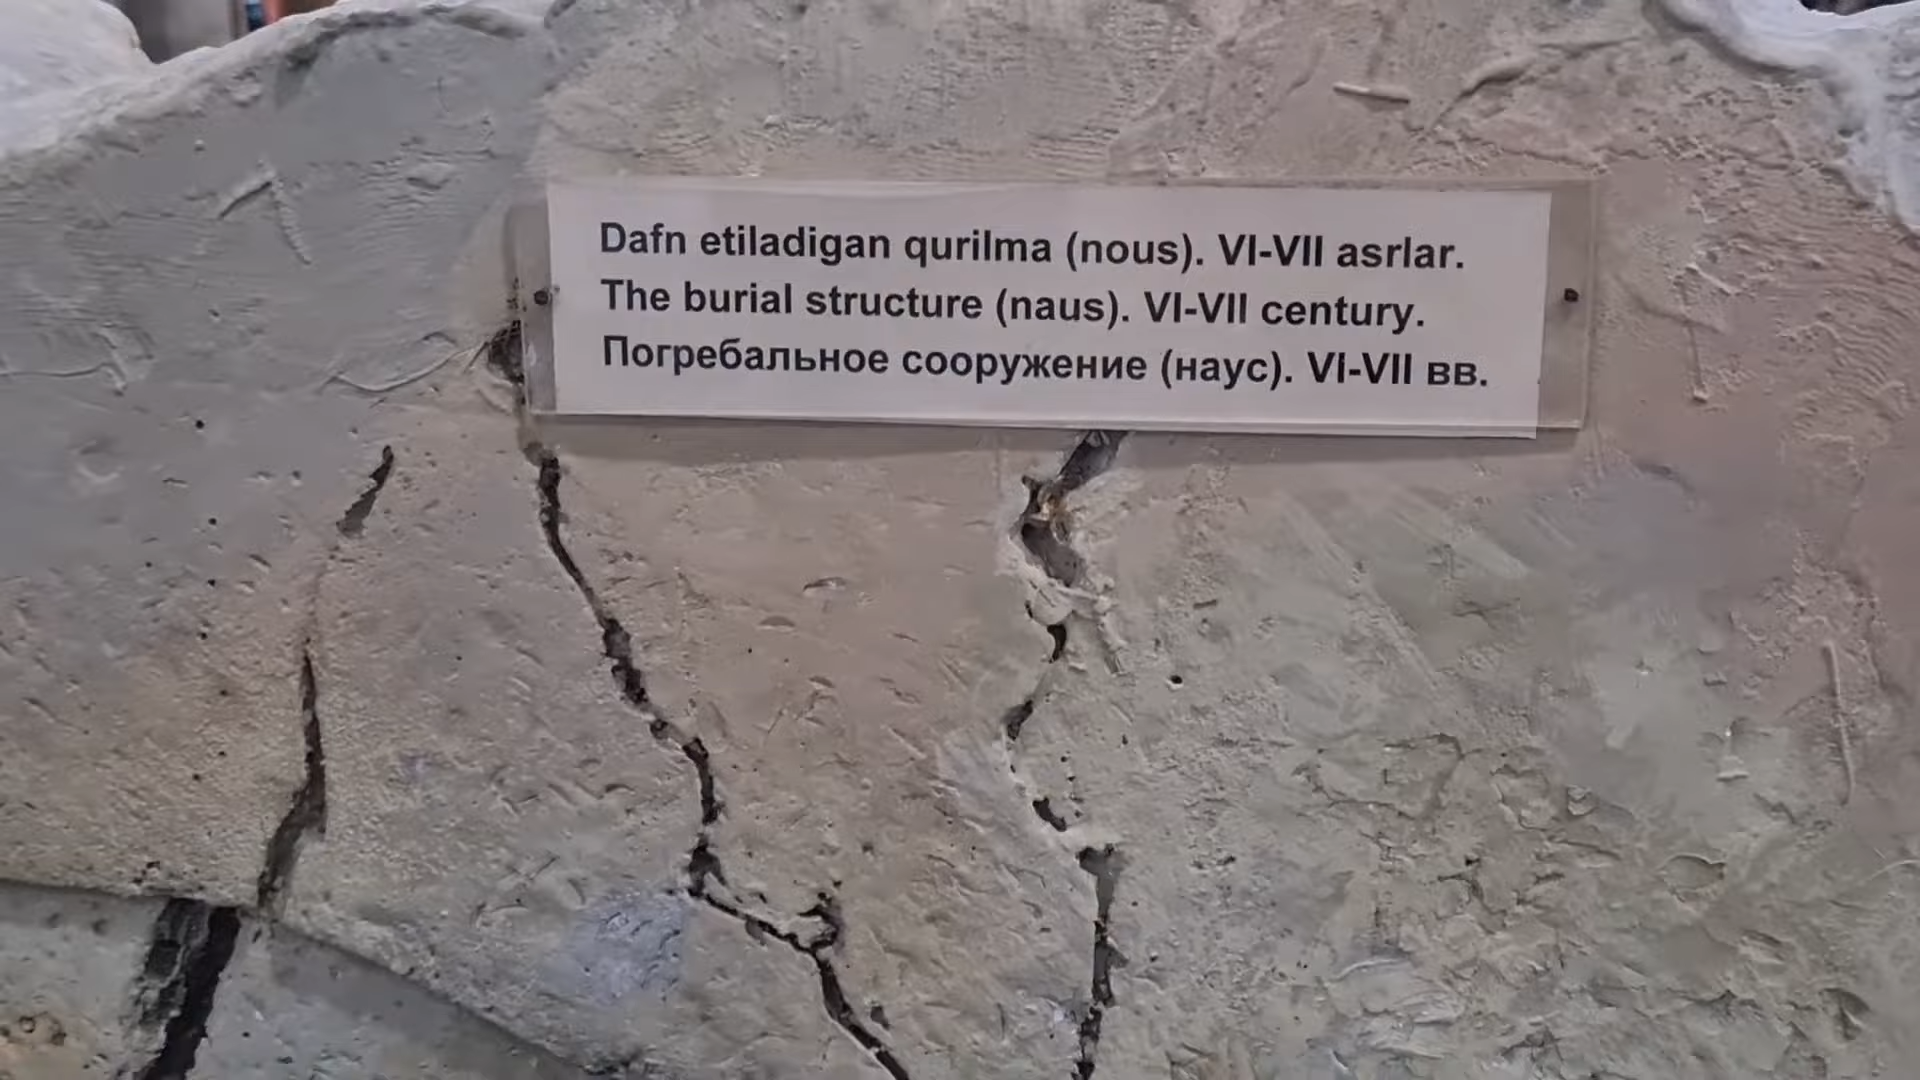 Dafn etiladigan qurilma (nous). VI-VII asrlar.
The burial structure (naus). VI-VII century.
Погребальное сооружение (наус). VI-VII вв.